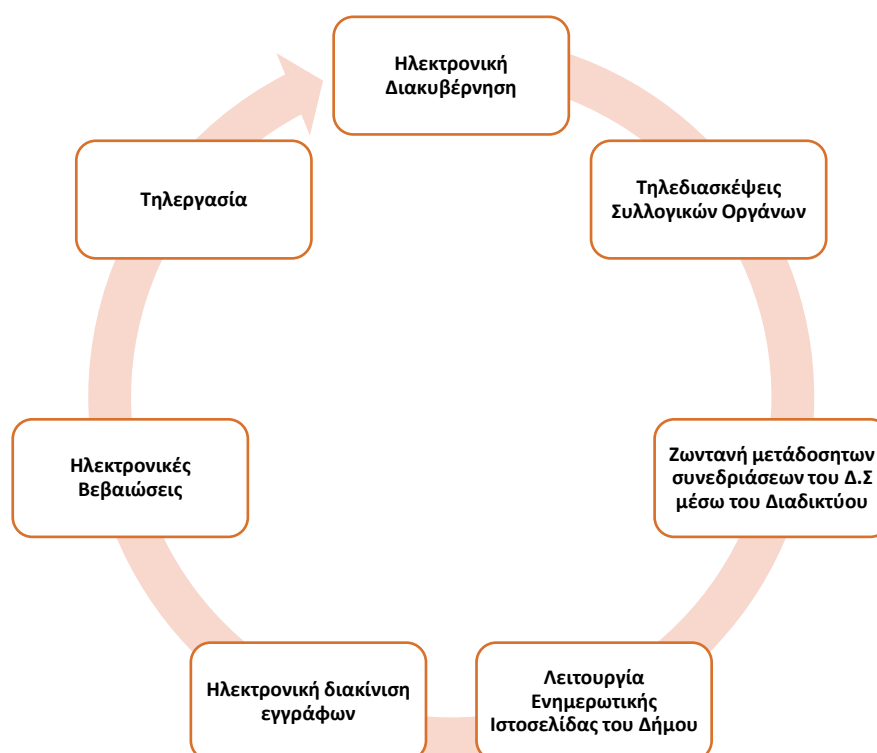 Ηλεκτρονική
Διακυβέρνηση
Τηλεδιασκέψεις
Συλλογικών Οργάνων
Ζωντανή μετάδοσητων
συνεδριάσεων του Δ.Σ
μέσω του Διαδικτύου
Λειτουργία
Ενημερωτικής
Ιστοσελίδας του Δήμου
Ηλεκτρονική διακίνιση
εγγράφων
Ηλεκτρονικές
Βεβαιώσεις
Τηλεργασία